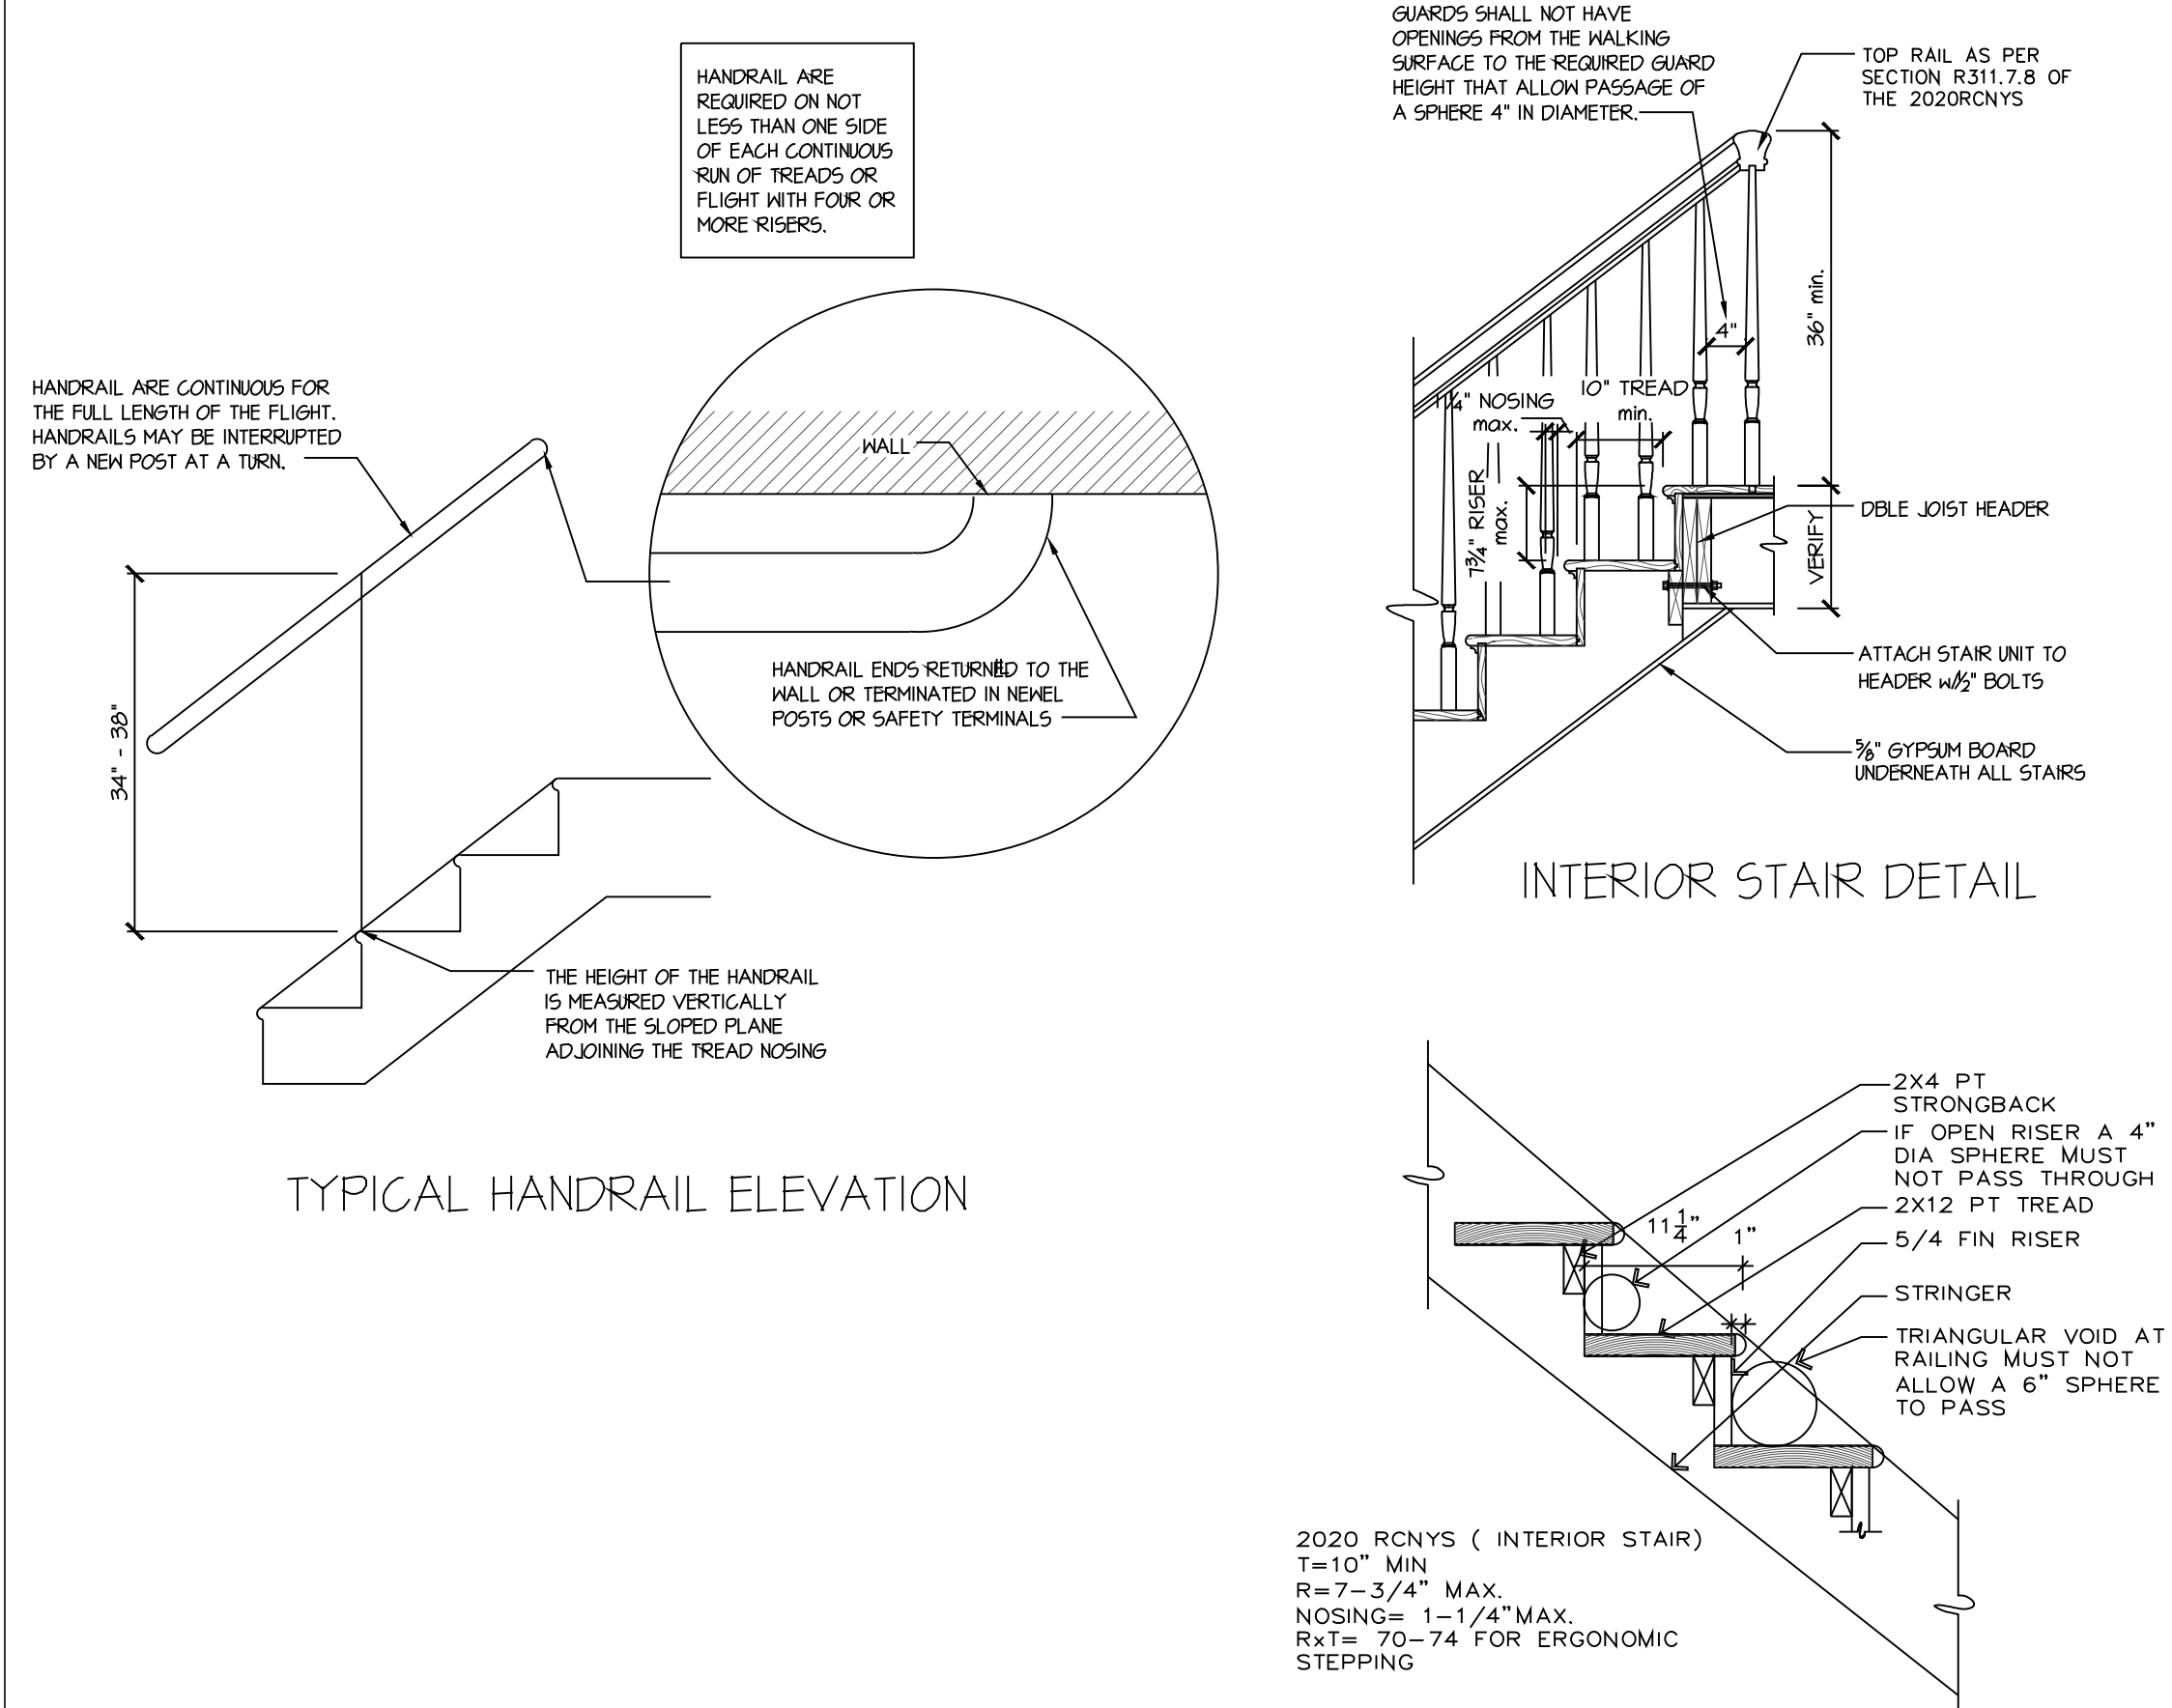 HANDRAIL ARE
REQUIRED ON NOT
LESS THAN ONE SIDE
OF EACH CONTINUOUS
RUN OF TREADS OR
FLIGHT WITH FOUR OR
MORE RISERS.
HANDRAIL ARE CONTINUOUS FOR
THE FULL LENGTH OF THE FLIGHT.
HANDRAILS MAY BE INTERRUPTED
BY A NEW POST AT A TURN.
WALL
HANDRAIL ENDS RETURNED TO THE
WALL OR TERMINATED IN NEWEL
POSTS OR SAFETY TERMINALS
34" - 38"
THE HEIGHT OF THE HANDRAIL
IS MEASURED VERTICALLY
FROM THE SLOPED PLANE
ADJOINING THE TREAD NOSING
TYPICAL HANDRAIL ELEVATION
GUARDS SHALL NOT HAVE
OPENINGS FROM THE WALKING
SURFACE TO THE REQUIRED GUARD
HEIGHT THAT ALLOW PASSAGE OF
A SPHERE 4" IN DIAMETER.
TOP RAIL AS PER
SECTION R311.7.8 OF
THE 2020RCNYS
36" min.
4"
10" TREAD
min.
1 1/4" NOSING
max.
7 3/4" RISER
max.
VERIFY
DBLE JOIST HEADER
ATTACH STAIR UNIT TO
HEADER w/1/2" BOLTS
5/8" GYPSUM BOARD
UNDERNEATH ALL STAIRS
INTERIOR STAIR DETAIL
2X4 PT
STRONGBACK
IF OPEN RISER A 4"
DIA SPHERE MUST
NOT PASS THROUGH
2X12 PT TREAD
5/4 FIN RISER
STRINGER
TRIANGULAR VOID AT
RAILING MUST NOT
ALLOW A 6" SPHERE
TO PASS
11 1/4"
1"
2020 RCNYS ( INTERIOR STAIR)
T=10" MIN
R=7-3/4" MAX.
NOSING= 1-1/4"MAX.
RxT= 70-74 FOR ERGONOMIC
STEPPING